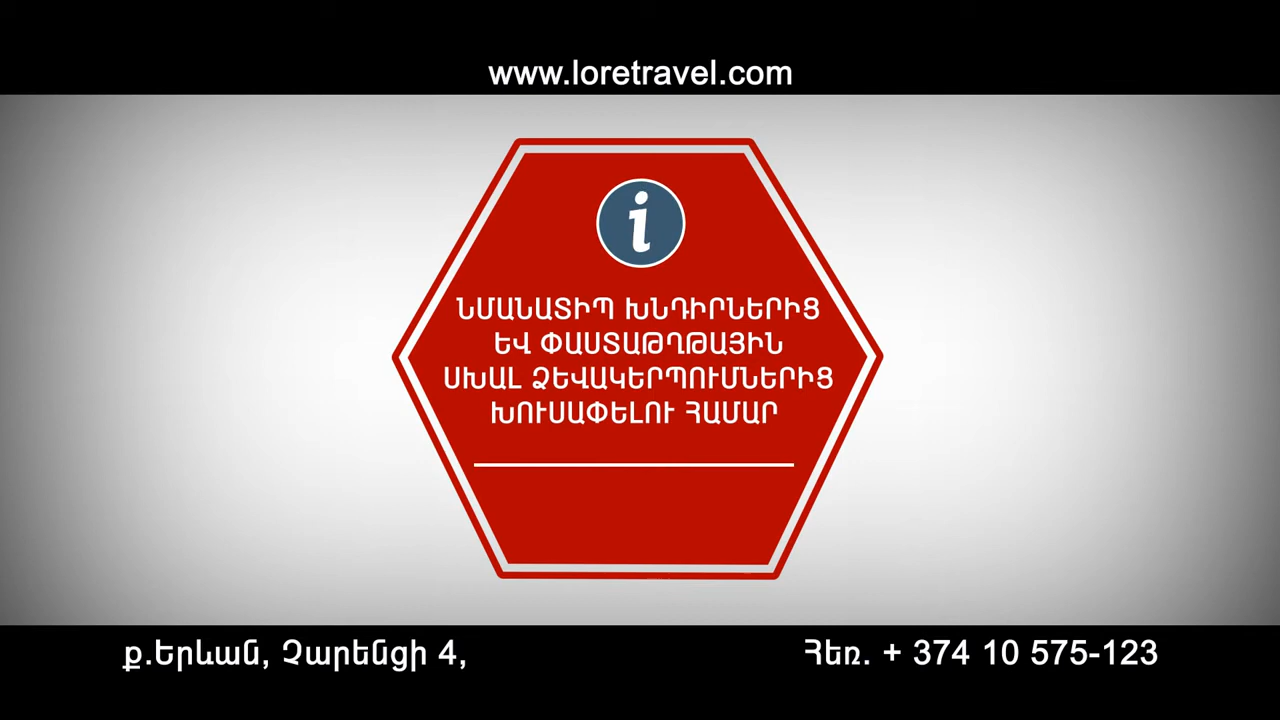 www.loretravel.com
i
ՆՄԱՆԱՏԻՊ ԽՆԴԻՐՆԵՐԻՑ
ԵՎ ՓԱՍՏԱԹՂԹԱՅԻՆ
ՍԽԱԼ ՁԵՎԱԿԵՐՊՈՒՄՆԵՐԻՑ
ԽՈՒՍԱՓԵԼՈՒ ՀԱՄԱՐ
ք.Երևան, Չարենցի 4,
Հեռ. + 374 10 575-123